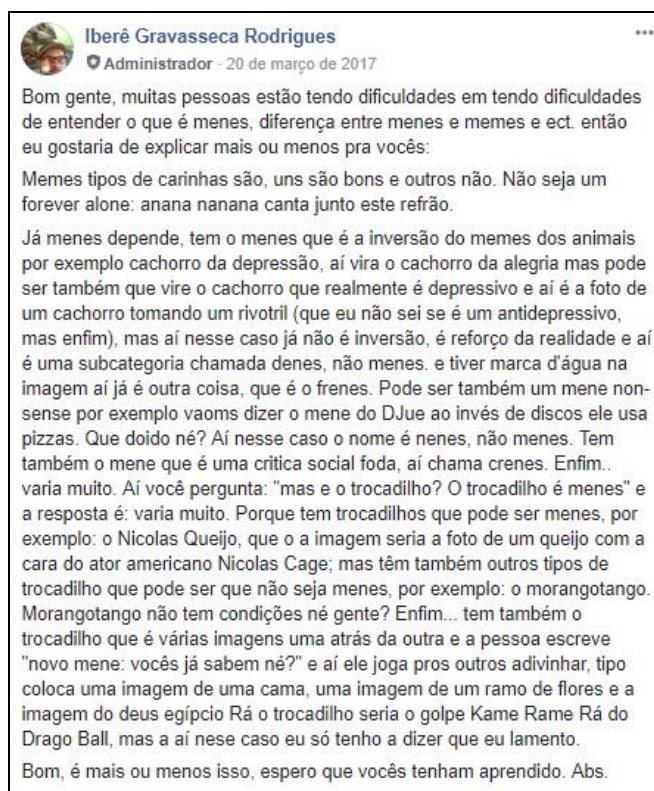 Iberê Gravasseca Rodrigues
...
Administrador · 20 de março de 2017
Bom gente, muitas pessoas estão tendo dificuldades em tendo dificuldades
de entender o que é menes, diferença entre menes e memes e ect. então
eu gostaria de explicar mais ou menos pra vocês:
Memes tipos de carinhas são, uns são bons e outros não. Não seja um
forever alone: anana nanana canta junto este refrão.
Já menes depende, tem o menes que é a inversão do memes dos animais
por exemplo cachorro da depressão, aí vira o cachorro da alegria mas pode
ser também que vire o cachorro que realmente é depressivo e aí é a foto de
um cachorro tomando um rivotril (que eu não sei se é um antidepressivo,
mas enfim), mas aí nesse caso já não é inversão, é reforço da realidade e aí
é uma subcategoria chamada denes, não menes. e tiver marca d'água na
imagem aí já é outra coisa, que é o frenes. Pode ser também um mene non-
sense por exemplo vaoms dizer o mene do DJue ao invés de discos ele usa
pizzas. Que doido né? Aí nesse caso o nome é nenes, não menes. Tem
também o mene que é uma critica social foda, aí chama crenes. Enfim..
varia muito. Aí você pergunta: "mas e o trocadilho? O trocadilho é menes" e
a resposta é: varia muito. Porque tem trocadilhos que pode ser menes, por
exemplo: o Nicolas Queijo, que o a imagem seria a foto de um queijo com a
cara do ator americano Nicolas Cage; mas têm também outros tipos de
trocadilho que pode ser que não seja menes, por exemplo: o morangotango.
Morangotango não tem condições né gente? Enfim... tem também o
trocadilho que é várias imagens uma atrás da outra e a pessoa escreve
"novo mene: vocês já sabem né?" e aí ele joga pros outros adivinhar, tipo
coloca uma imagem de uma cama, uma imagem de um ramo de flores e a
imagem do deus egípcio Rá o trocadilho seria o golpe Kame Rame Rá do
Drago Ball, mas a aí nese caso eu só tenho a dizer que eu lamento.
Bom, é mais ou menos isso, espero que vocês tenham aprendido. Abs.